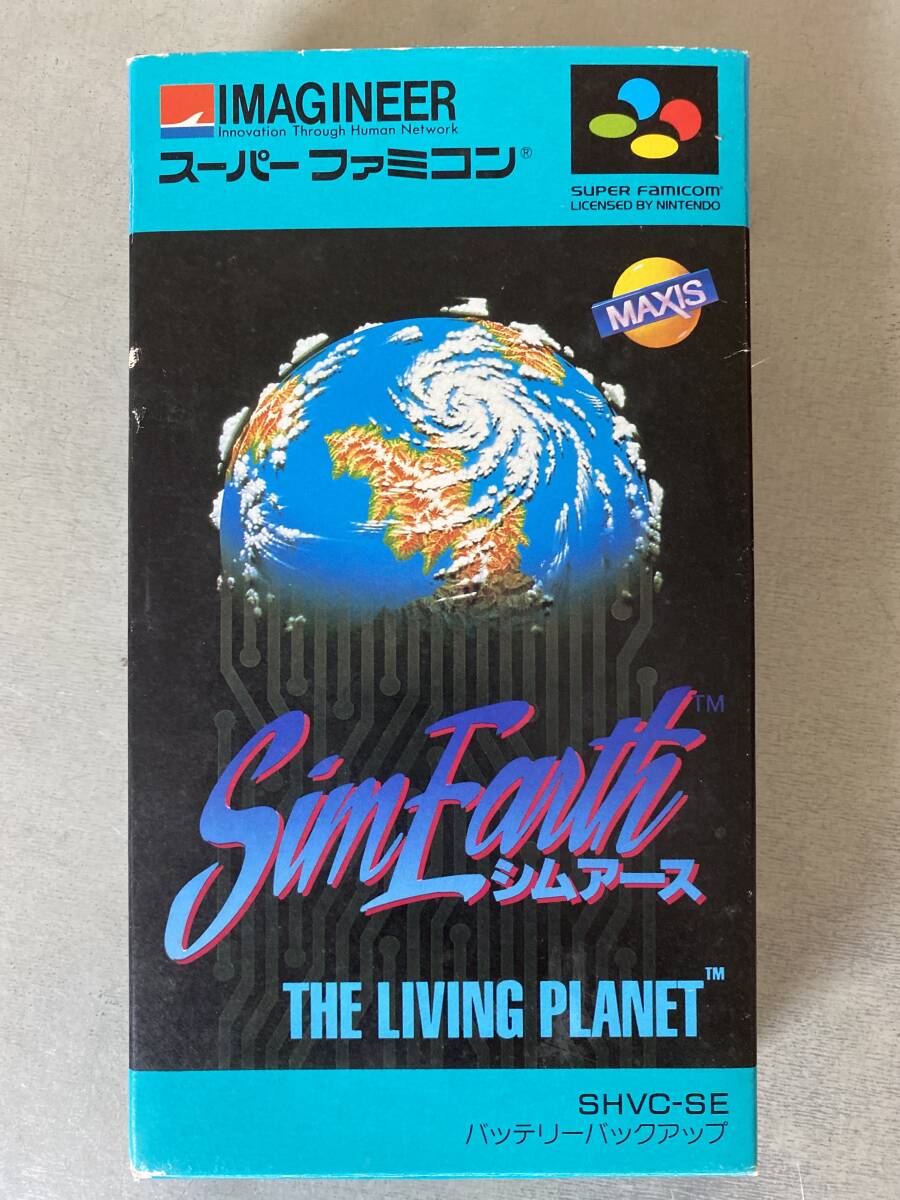 IMAGINEER
Innovation Through Human Network
スーパーファミコン®
SUPER FAMICOM®
LICENSED BY NINTENDO
MAXIS
SimEarth™
シムアース
THE LIVING PLANET™
SHVC-SE
バッテリーバックアップ